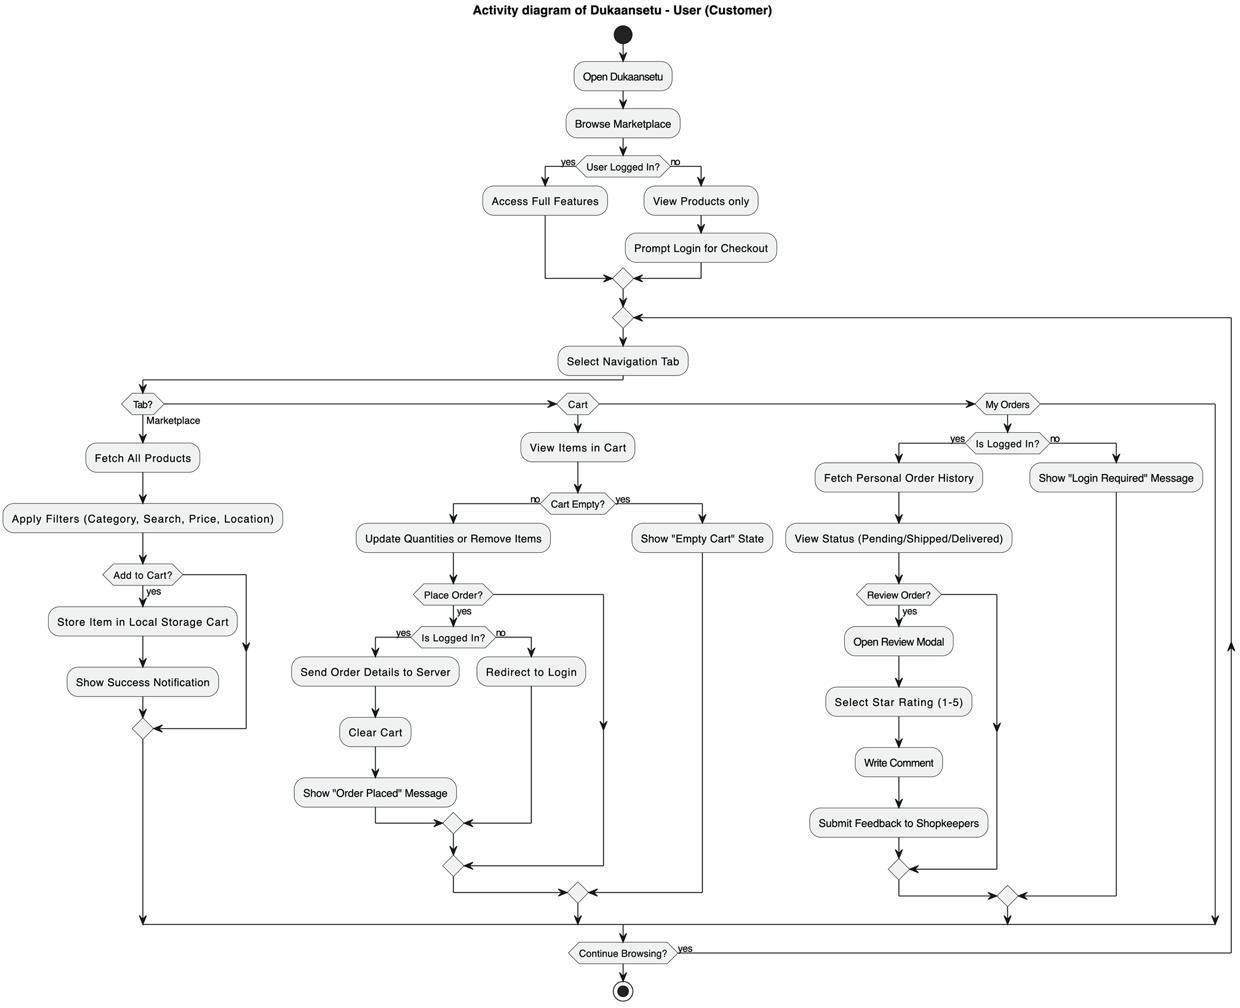 Activity diagram of Dukaansetu - User (Customer)
Open Dukaansetu
Browse Marketplace
yes
User Logged In?
no
Access Full Features
View Products only
Prompt Login for Checkout
Select Navigation Tab
Tab?
Marketplace
Fetch All Products
Apply Filters (Category, Search, Price, Location)
Add to Cart?
yes
Store Item in Local Storage Cart
Show Success Notification
Cart
View Items in Cart
no
Cart Empty?
yes
Update Quantities or Remove Items
Show "Empty Cart" State
Place Order?
yes
yes
Is Logged In?
no
Send Order Details to Server
Redirect to Login
Clear Cart
Show "Order Placed" Message
My Orders
yes
Is Logged In?
no
Fetch Personal Order History
Show "Login Required" Message
View Status (Pending/Shipped/Delivered)
Review Order?
yes
Open Review Modal
Select Star Rating (1-5)
Write Comment
Submit Feedback to Shopkeepers
Continue Browsing?
yes